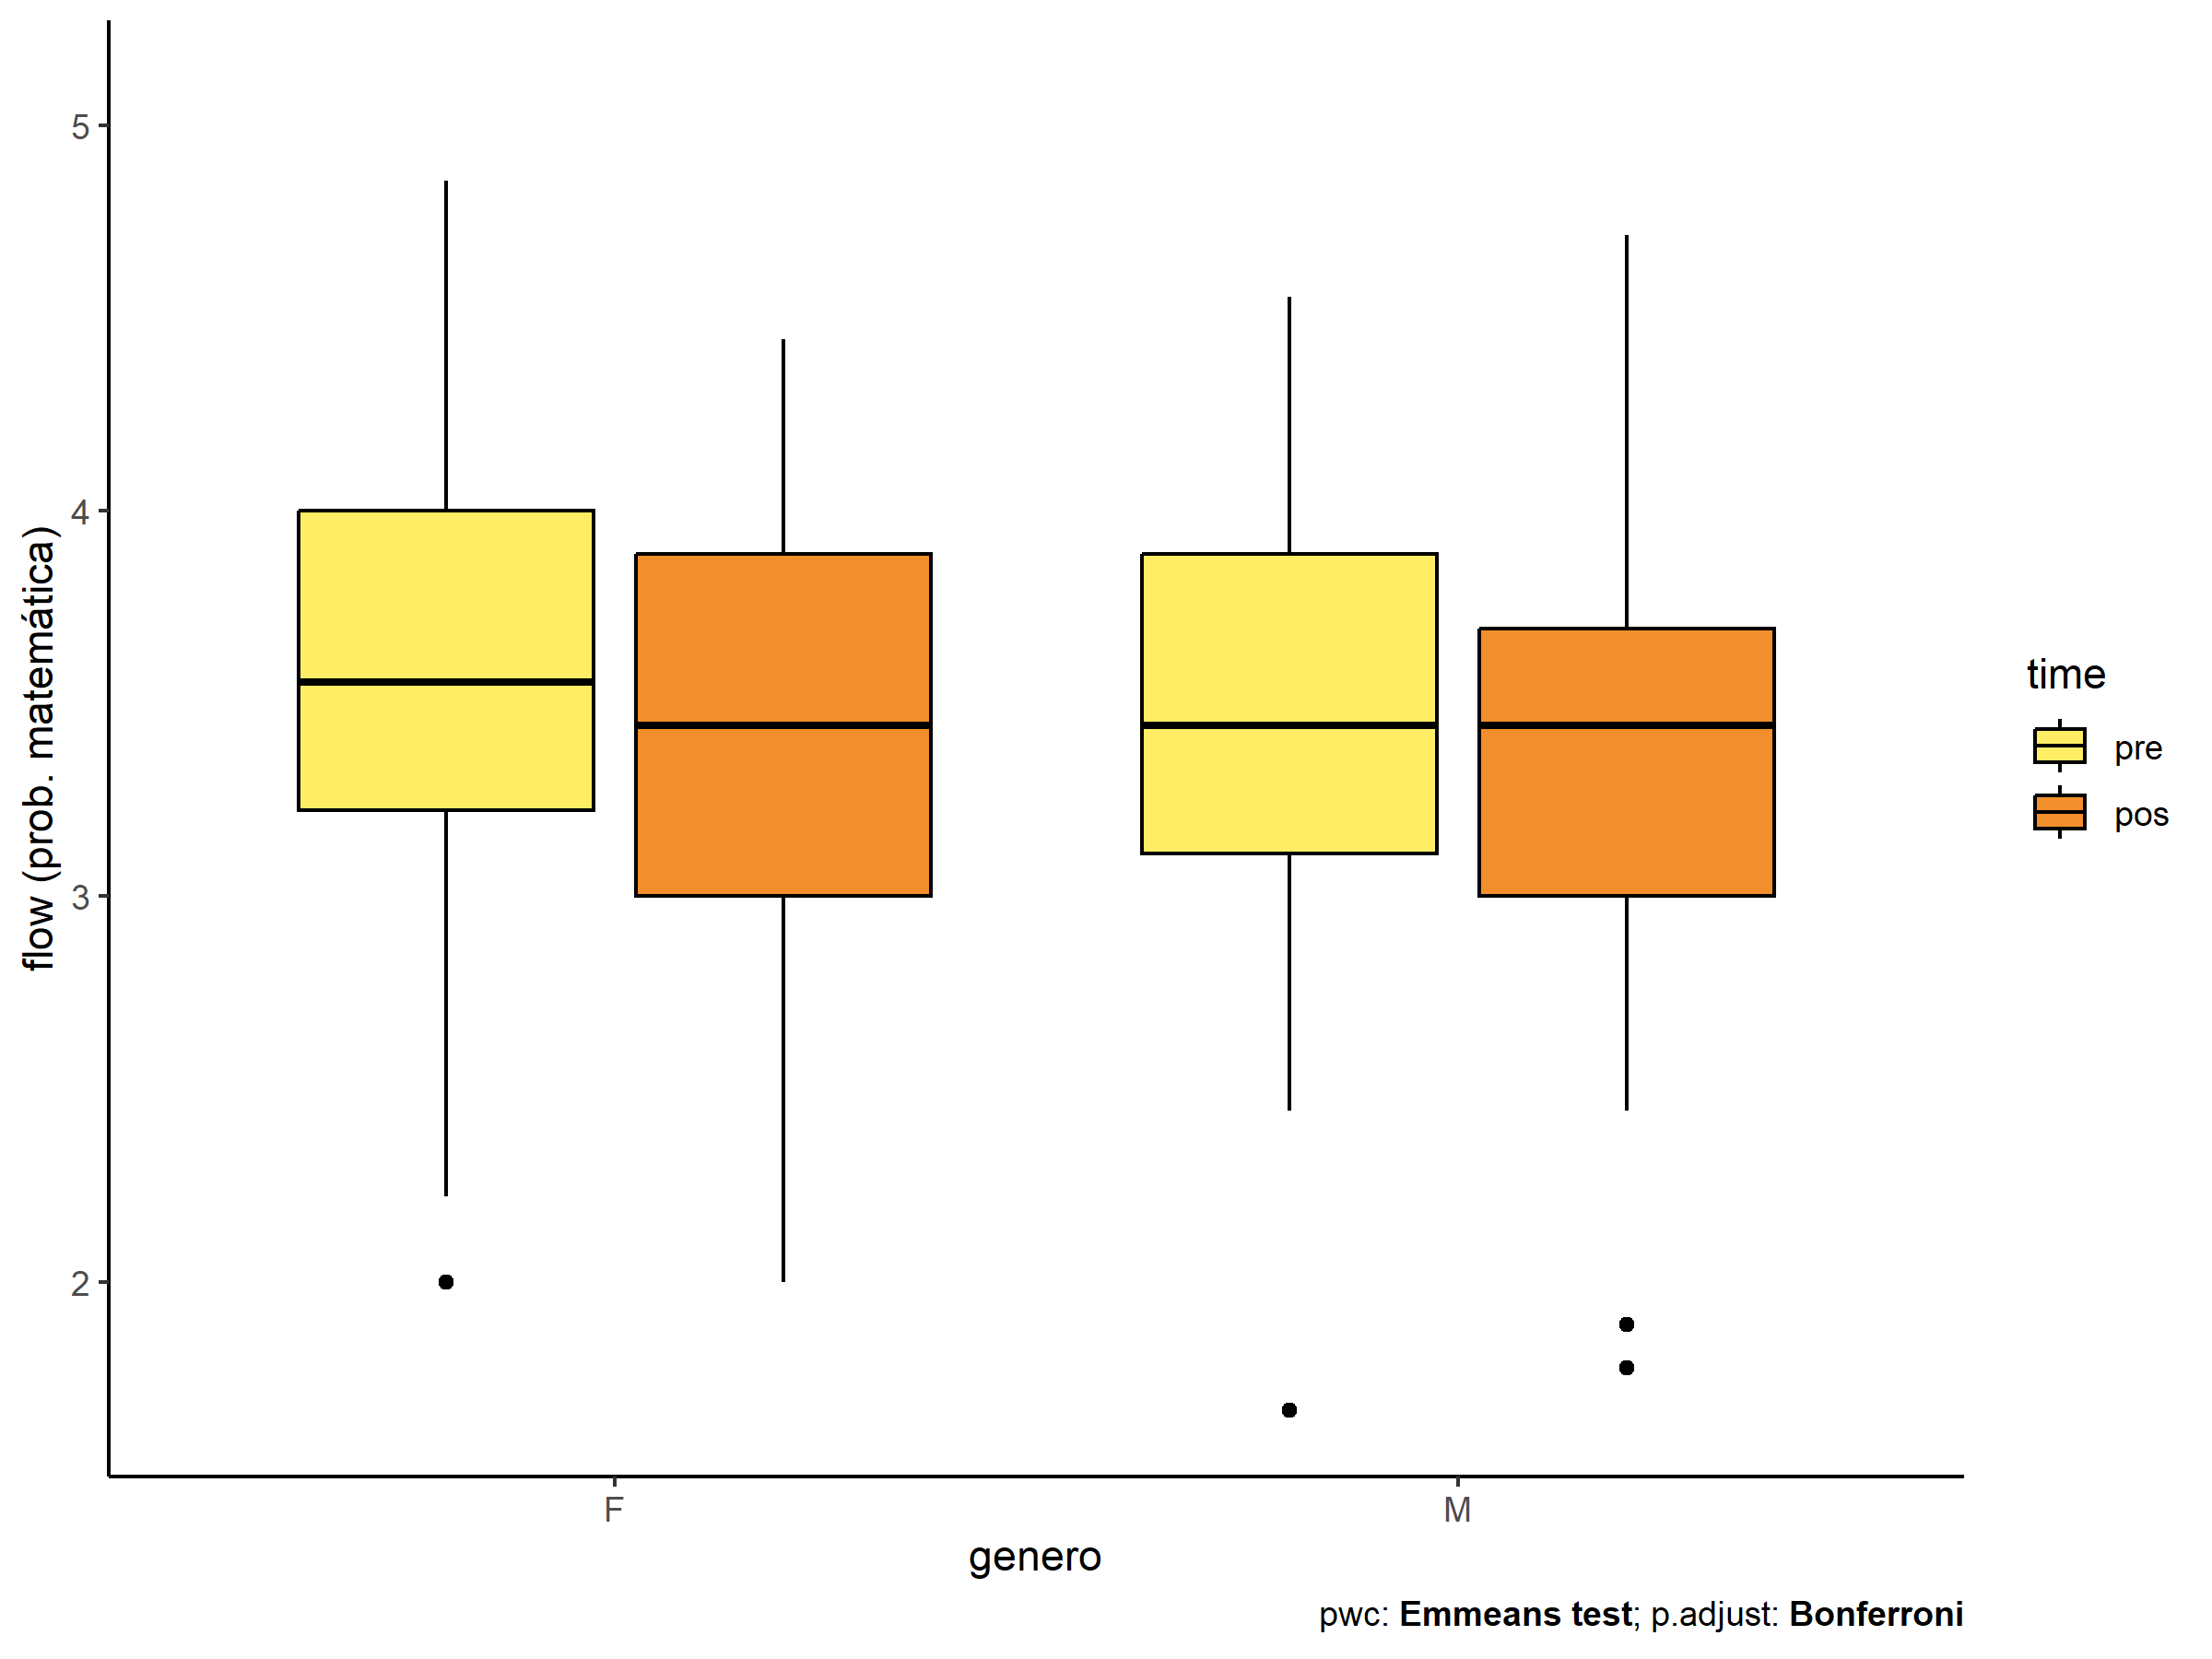 flow (prob. matemática)
5
4
3
2
F
M
genero
time
pre
pos
pwc: Emmeans test; p.adjust: Bonferroni